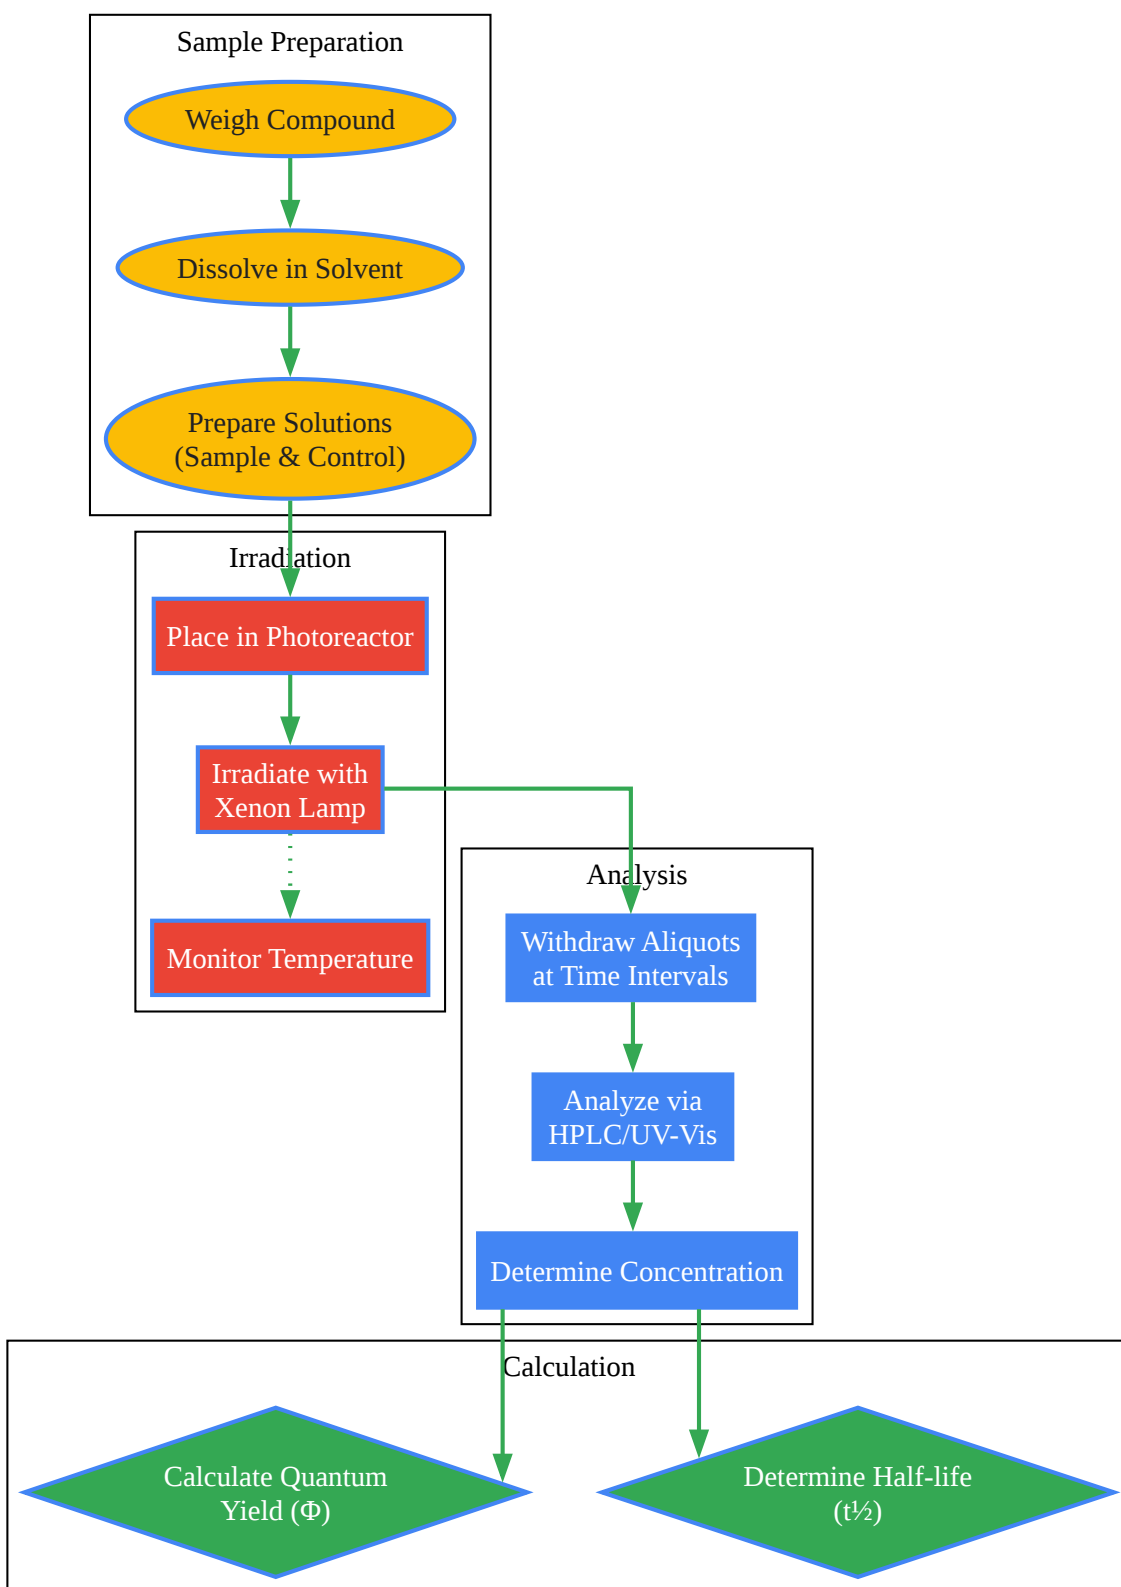 Sample Preparation
Weigh Compound
Dissolve in Solvent
Prepare Solutions
(Sample & Control)
Irradiation
Place in Photoreactor
Irradiate with
Xenon Lamp
Monitor Temperature
Analysis
Withdraw Aliquots
at Time Intervals
Analyze via
HPLC/UV-Vis
Determine Concentration
Calculation
Calculate Quantum
Yield (Φ)
Determine Half-life
(t½)